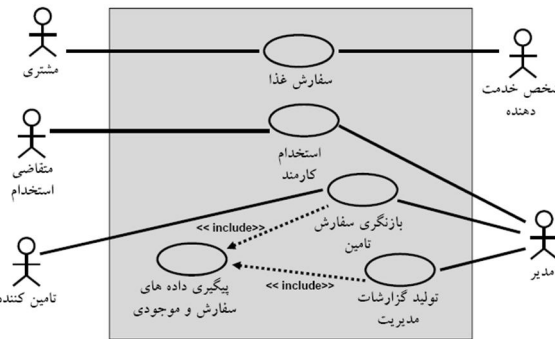 مشتری
سفارش غذا
شخص خدمت
دهنده
متقاضی
استخدام
استخدام
کارمند
بازنگری سفارش
تامین
<< include>>
تامین کننده
پیگیری داده های
سفارش و موجودی
<< include>>
تولید گزارشات
مدیریت
مدیر